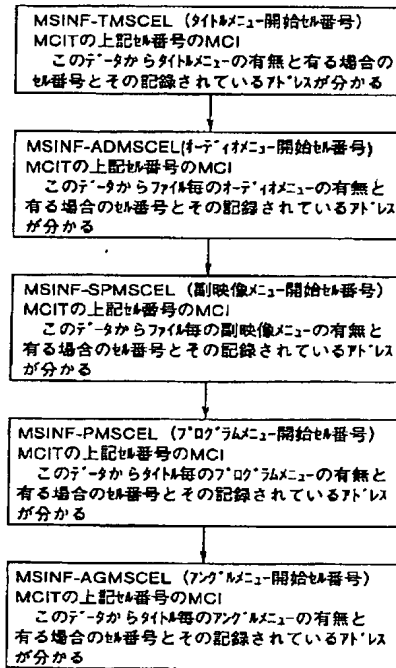 MSINF-TMSCEL (ﾀｲﾄﾙﾒﾆｭｰ開始ｾﾙ番号)
MCITの上記ｾﾙ番号のMCI
このﾃﾞｰﾀからﾀｲﾄﾙﾒﾆｭｰの有無と有る場合の
ｾﾙ番号とその記録されているｱﾄﾞﾚｽが分かる
MSINF-ADMSCEL(ｵｰﾃﾞｨｵﾒﾆｭｰ開始ｾﾙ番号)
MCITの上記ｾﾙ番号のMCI
このﾃﾞｰﾀからﾌｧｲﾙ毎のｵｰﾃﾞｨｵﾒﾆｭｰの有無と
有る場合のｾﾙ番号とその記録されているｱﾄﾞﾚｽ
が分かる
MSINF-SPMSCEL (副映像ﾒﾆｭｰ開始ｾﾙ番号)
MCITの上記ｾﾙ番号のMCI
このﾃﾞｰﾀからﾌｧｲﾙ毎の副映像ﾒﾆｭｰの有無と
有る場合のｾﾙ番号とその記録されているｱﾄﾞﾚｽ
が分かる
MSINF-PMSCEL (ﾌﾟﾛｸﾞﾗﾑﾒﾆｭｰ開始ｾﾙ番号)
MCITの上記ｾﾙ番号のMCI
このﾃﾞｰﾀからﾀｲﾄﾙ毎のﾌﾟﾛｸﾞﾗﾑﾒﾆｭｰの有無と
有る場合のｾﾙ番号とその記録されているｱﾄﾞﾚｽ
が分かる
MSINF-AGMSCEL (ｱﾝｸﾞﾙﾒﾆｭｰ開始ｾﾙ番号)
MCITの上記ｾﾙ番号のMCI
このﾃﾞｰﾀからﾀｲﾄﾙ毎のｱﾝｸﾞﾙﾒﾆｭｰの有無と
有る場合のｾﾙ番号とその記録されているｱﾄﾞﾚｽ
が分かる